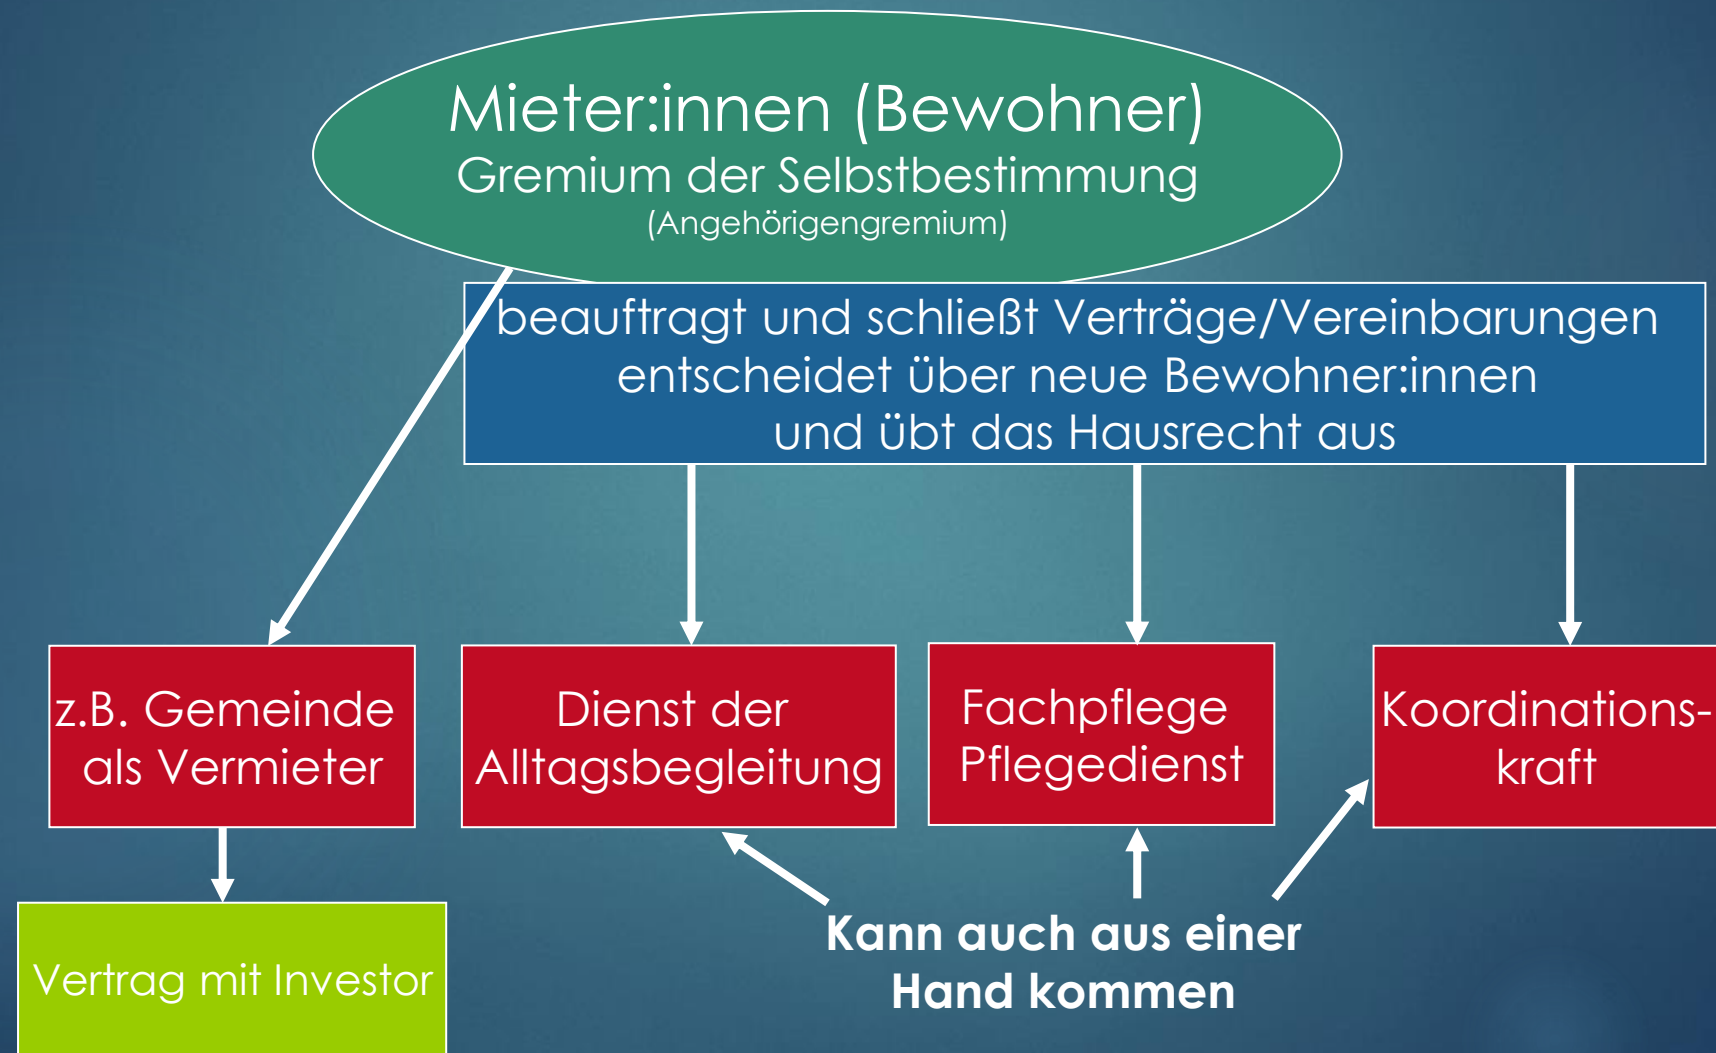 Mieter:innen (Bewohner)
Gremium der Selbstbestimmung
(Angehörigengremium)
beauftragt und schließt Verträge/Vereinbarungen
entscheidet über neue Bewohner:innen
und übt das Hausrecht aus
z.B. Gemeinde
als Vermieter
Dienst der
Alltagsbegleitung
Fachpflege
Pflegedienst
Koordinations-
kraft
Vertrag mit Investor
Kann auch aus einer
Hand kommen